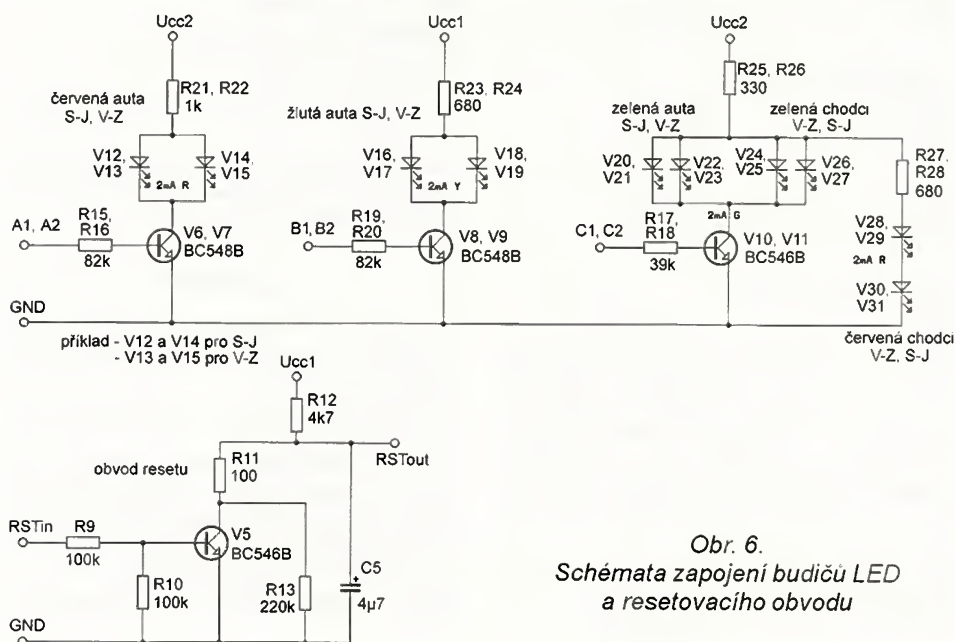 Ucc2
R21, R22
1k
červená auta
S-J, V-Z
V12,
V13
V14,
V15
2mA R
A1, A2
R15,
R16
82k
V6, V7
BC548B
GND
příklad - V12 a V14 pro S-J
- V13 a V15 pro V-Z
Ucc1
R23, R24
680
žlutá auta S-J, V-Z
V16,
V17
V18,
V19
2mA Y
B1, B2
R19,
R20
82k
V8, V9
BC548B
Ucc2
R25, R26
330
zelená auta
S-J, V-Z
zelená chodci
V-Z, S-J
V20,
V21
V22,
V23
V24,
V25
V26,
V27
2mA G
C1, C2
R17,
R18
39k
V10, V11
BC546B
R27,
R28
680
V28,
V29
2mA R
V30,
V31
červená chodci
V-Z, S-J
Ucc1
R12
4k7
RSTout
obvod resetu
R11
100
RSTin
R9
100k
V5
BC546B
R10
100k
R13
220k
C5
+
4µ7
GND
Obr. 6.
Schémata zapojení budičů LED
a resetovacího obvodu